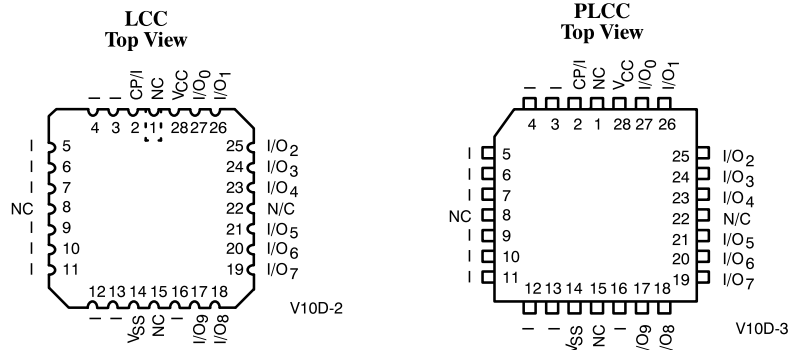 LCC
Top View
I I CP/I NC VCC I/O0 I/O1
4 3 2 1 28 27 26
I 5 25 I/O2
I 6 24 I/O3
I 7 23 I/O4
NC 8 22 N/C
I 9 21 I/O5
I 10 20 I/O6
I 11 19 I/O7
12 13 14 15 16 17 18
I I VSS NC I I/O9 I/O8
V10D-2
PLCC
Top View
I I CP/I NC VCC I/O0 I/O1
4 3 2 1 28 27 26
I 5 25 I/O2
I 6 24 I/O3
I 7 23 I/O4
NC 8 22 N/C
I 9 21 I/O5
I 10 20 I/O6
I 11 19 I/O7
12 13 14 15 16 17 18
I I VSS NC I I/O9 I/O8
V10D-3